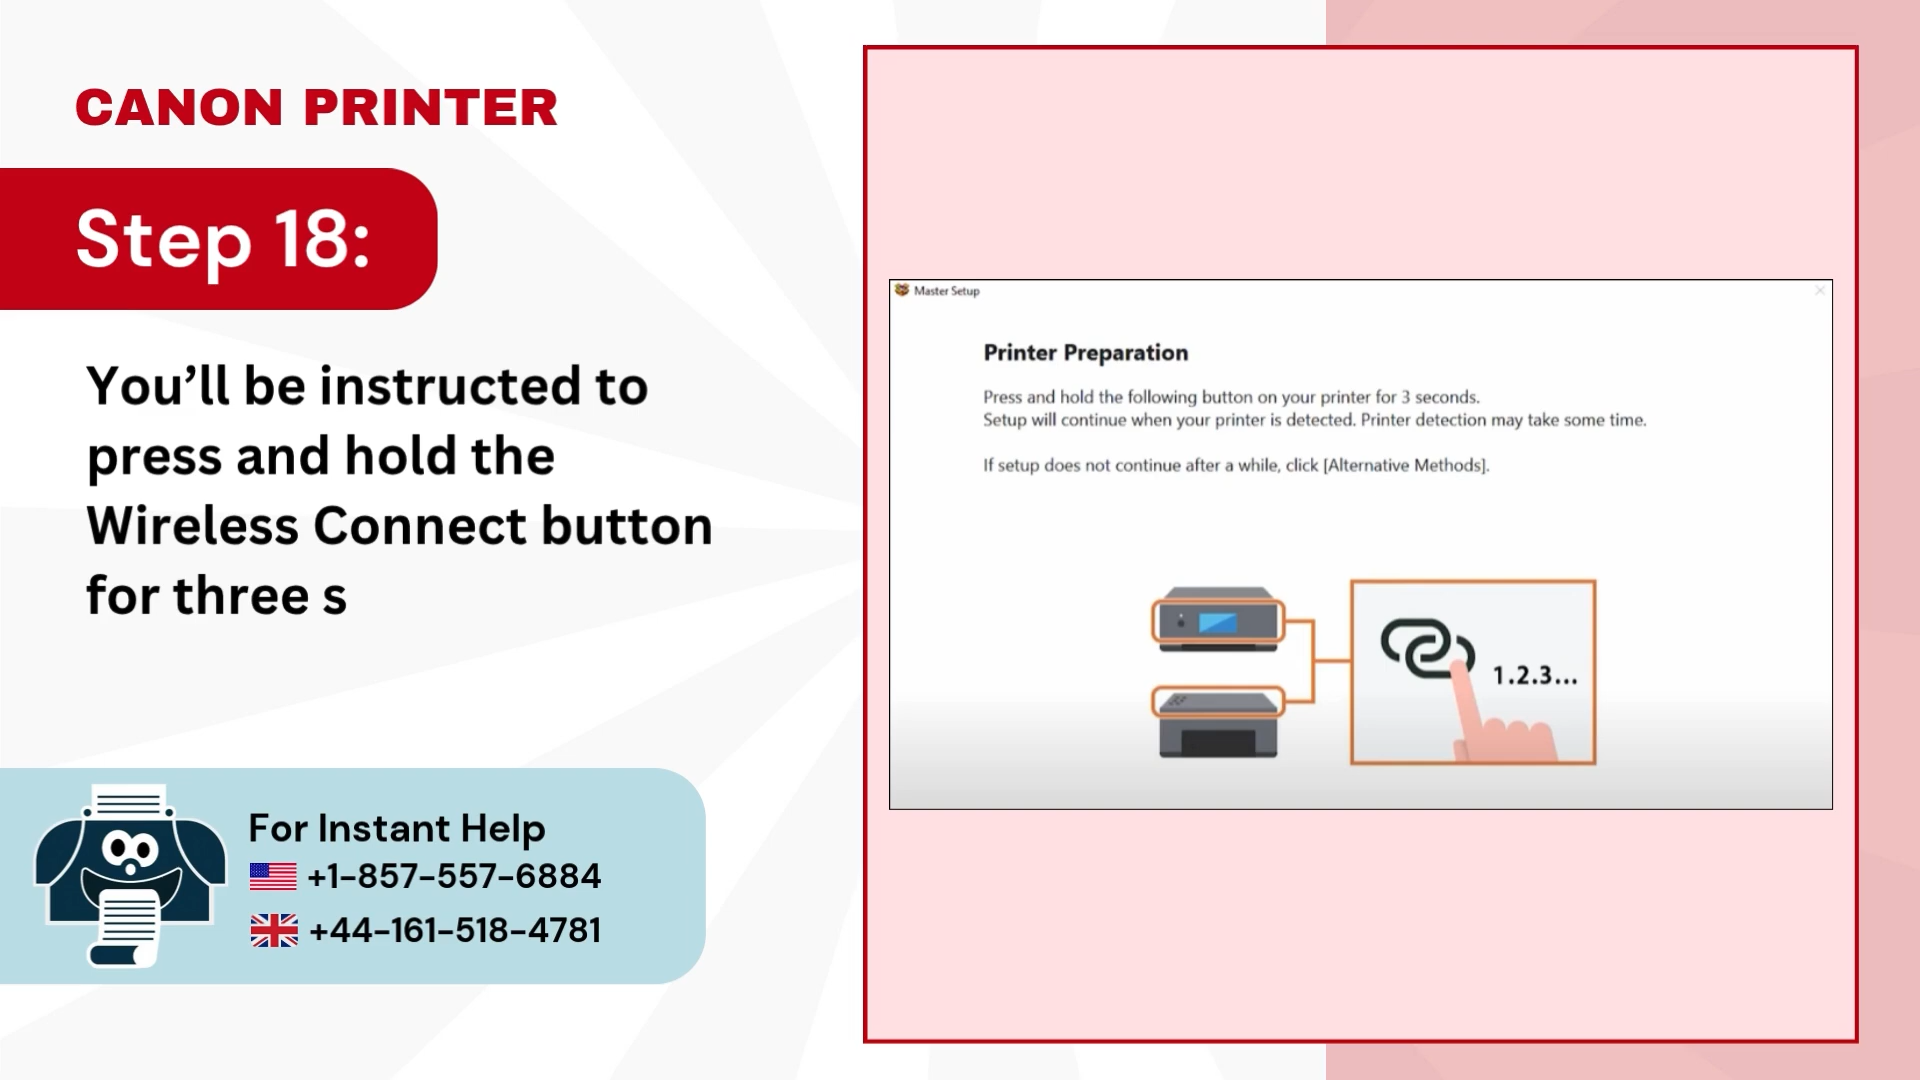 CANON PRINTER
Step 18:
You’ll be instructed to
press and hold the
Wireless Connect button
for three s
For Instant Help
+1-857-557-6884
+44-161-518-4781
Master Setup
Printer Preparation
Press and hold the following button on your printer for 3 seconds.
Setup will continue when your printer is detected. Printer detection may take some time.
If setup does not continue after a while, click [Alternative Methods].
1.2.3...